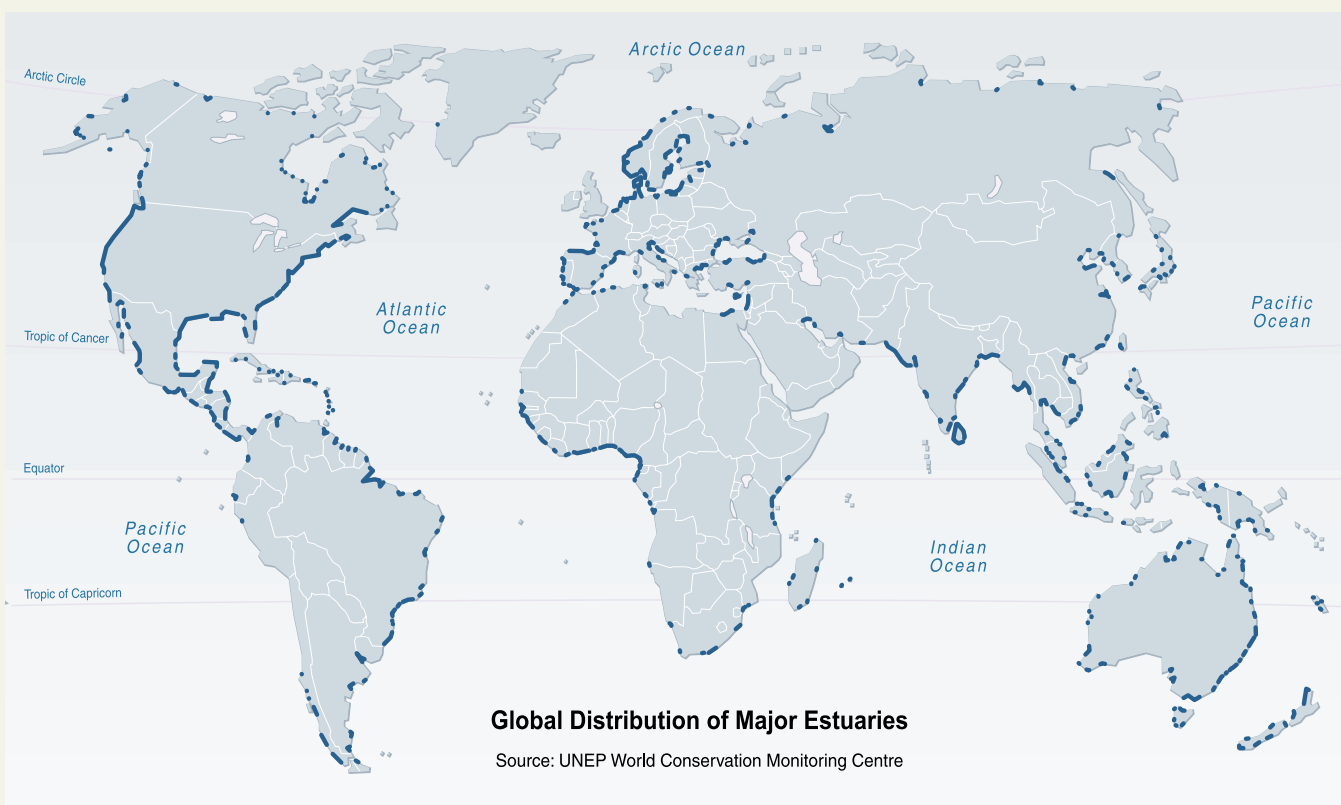 Arctic Ocean
Arctic Circle
Atlantic
Ocean
Pacific
Ocean
Tropic of Cancer
Equator
Pacific
Ocean
Indian
Ocean
Tropic of Capricorn
Global Distribution of Major Estuaries
Source: UNEP World Conservation Monitoring Centre